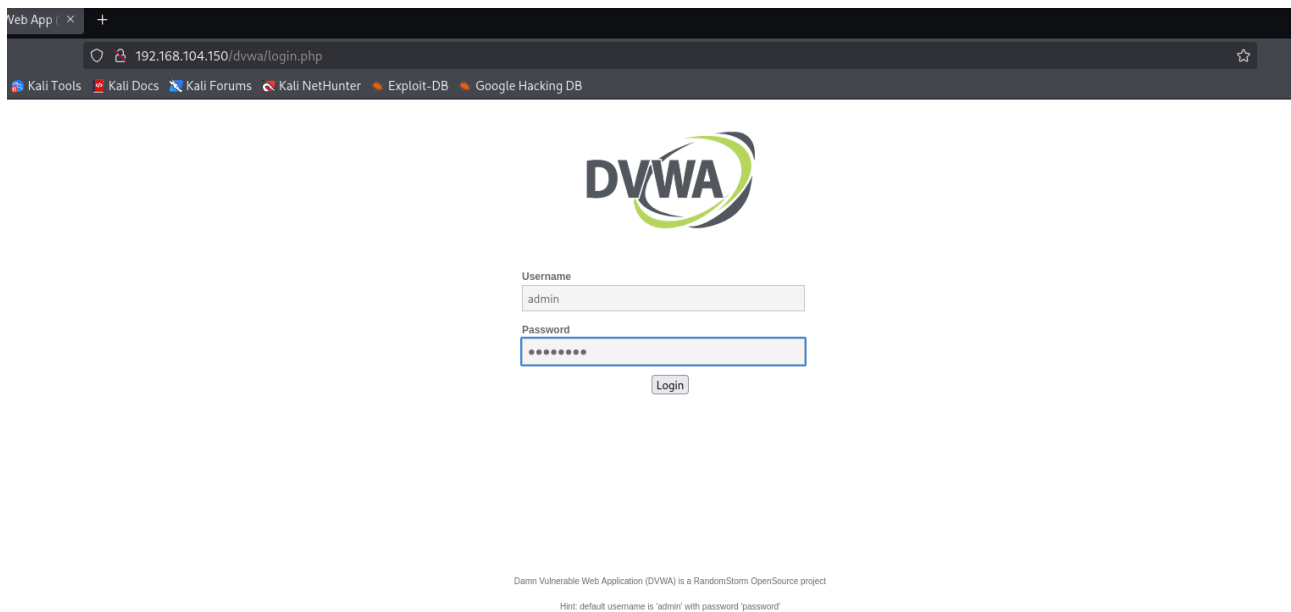 Web App ( × +
192.168.104.150/dvwa/login.php
Kali Tools Kali Docs Kali Forums Kali NetHunter Exploit-DB Google Hacking DB
DVWA
Username
admin
Password
••••••••
Login
Damn Vulnerable Web Application (DVWA) is a RandomStorm OpenSource project
Hint: default username is 'admin' with password 'password'